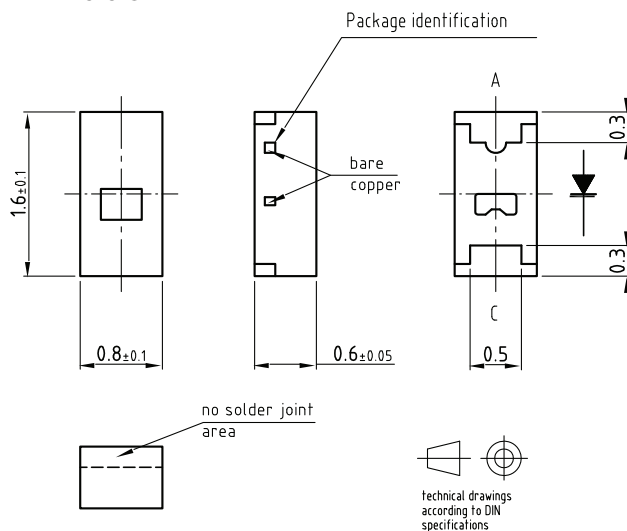 Package identification
A
0.3
bare
copper
1.6±0.1
0.3
C
0.8±0.1
0.6±0.05
0.5
no solder joint
area
technical drawings
according to DIN
specifications